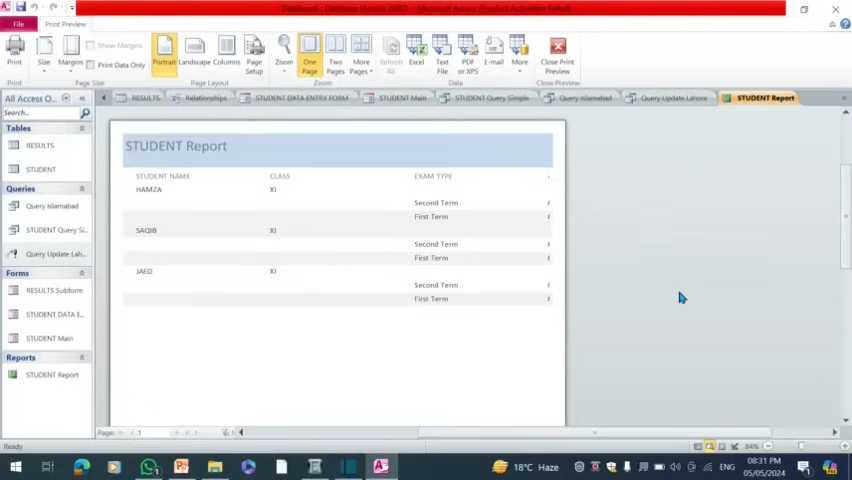 Database6 : Database (Access 2007) - Microsoft Access (Product Activation Failed)
File Print Preview
Print Size Margins Show Margins Print Data Only Portrait Landscape Columns Page Setup Zoom One Page Two Pages More Pages Refresh All Excel Text File PDF or XPS E-mail More Close Print Preview
Print Page Size Page Layout Zoom Data Close Preview
All Access O... RESULTS Relationships STUDENT DATA ENTRY FORM STUDENT Main STUDENT Query Simple Query Islamabad Query Update Lahore STUDENT Report
Search...
Tables
RESULTS
STUDENT
Queries
Query Islamabad
STUDENT Query Si...
Query Update Lah...
Forms
RESULTS Subform
STUDENT DATA E...
STUDENT Main
Reports
STUDENT Report
STUDENT Report
STUDENT NAME CLASS EXAM TYPE
HAMZA XI
Second Term
First Term
SAQIB XI
Second Term
First Term
JAED XI
Second Term
First Term
Page: 1
Ready 84%
18°C Haze ENG 08:31 PM
05/05/2024